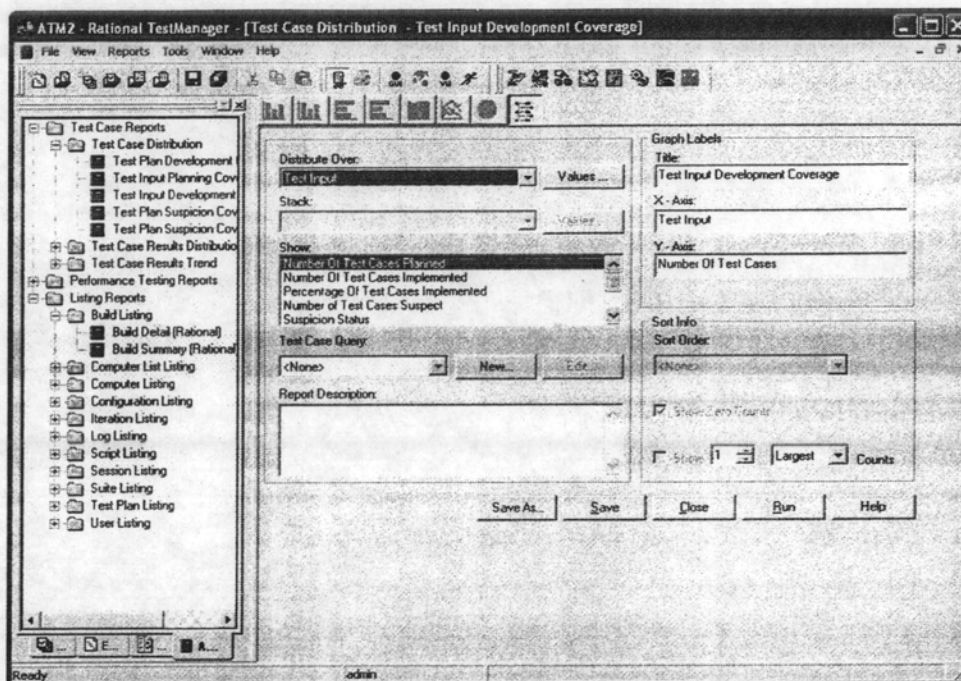 ATM2 - Rational TestManager - [Test Case Distribution - Test Input Development Coverage]
File View Reports Tools Window Help
Test Case Reports
Test Case Distribution
Test Plan Development
Test Input Planning Cov
Test Input Development
Test Plan Suspicion Cov
Test Plan Suspicion Cov
Test Case Results Distributio
Test Case Results Trend
Performance Testing Reports
Listing Reports
Build Listing
Build Detail (Rational)
Build Summary (Rational
Computer List Listing
Computer Listing
Configuration Listing
Iteration Listing
Log Listing
Script Listing
Session Listing
Suite Listing
Test Plan Listing
User Listing
E...
A...
Distribute Over:
Test Input
Values...
Stack:
Values...
Show:
Number Of Test Cases Planned
Number Of Test Cases Implemented
Percentage Of Test Cases Implemented
Number of Test Cases Suspect
Suspicion Status
Test Case Query:
<None>
New...
Edit...
Report Description:
Graph Labels
Title:
Test Input Development Coverage
X - Axis:
Test Input
Y - Axis:
Number Of Test Cases
Sort Info
Sort Order:
<None>
Show Zero Counts
Show 1 Largest Counts
Save As... Save Close Run Help
Ready admin